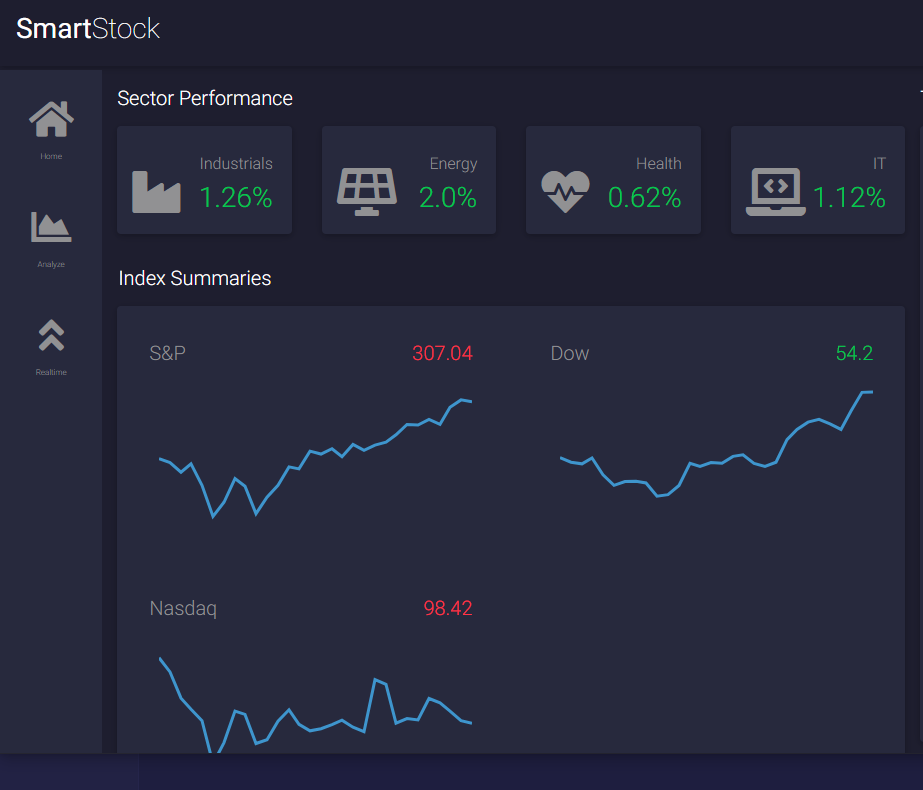 SmartStock
Home
Analyze
Realtime
Sector Performance
Industrials
1.26%
Energy
2.0%
Health
0.62%
IT
1.12%
Index Summaries
S&P
307.04
Dow
54.2
Nasdaq
98.42